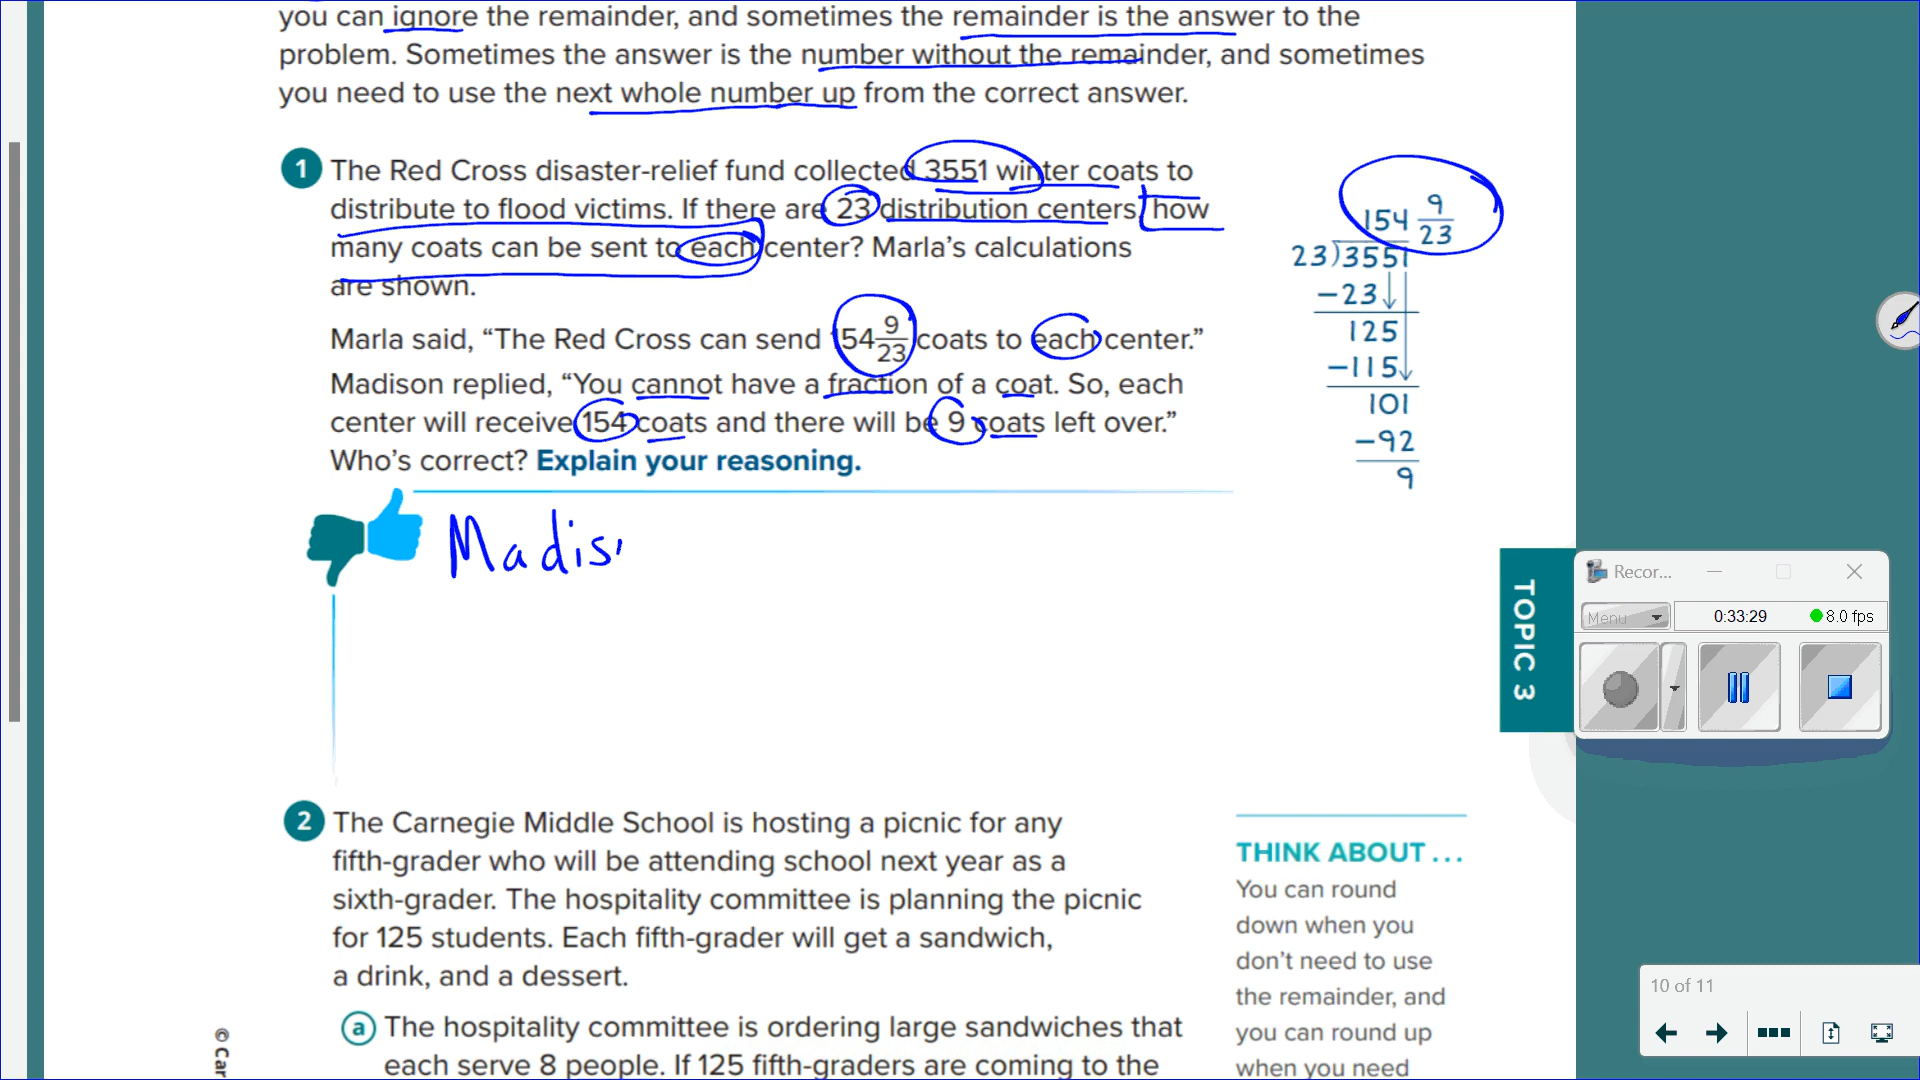 you can ignore the remainder, and sometimes the remainder is the answer to the
problem. Sometimes the answer is the number without the remainder, and sometimes
you need to use the next whole number up from the correct answer.
1 The Red Cross disaster-relief fund collected 3551 winter coats to
distribute to flood victims. If there are 23 distribution centers, how
many coats can be sent to each center? Marla’s calculations
are shown.
Marla said, “The Red Cross can send 154 9/23 coats to each center.”
Madison replied, “You cannot have a fraction of a coat. So, each
center will receive 154 coats and there will be 9 coats left over.”
Who’s correct? Explain your reasoning.
154 9/23
23)3551
−23
125
−115
101
−92
9
Madis
TOPIC 3
Recor...
Menu
0:33:29
8.0 fps
2 The Carnegie Middle School is hosting a picnic for any
fifth-grader who will be attending school next year as a
sixth-grader. The hospitality committee is planning the picnic
for 125 students. Each fifth-grader will get a sandwich,
a drink, and a dessert.
a The hospitality committee is ordering large sandwiches that
each serve 8 people. If 125 fifth-graders are coming to the
THINK ABOUT . . .
You can round
down when you
don’t need to use
the remainder, and
you can round up
when you need
© Car
10 of 11